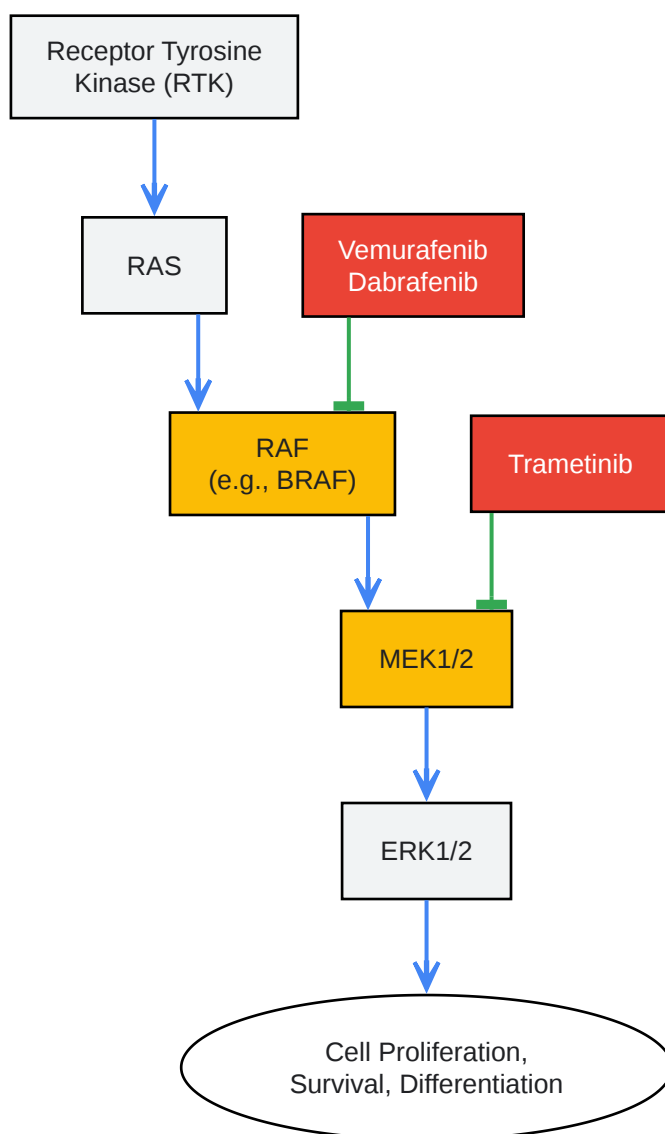 Receptor Tyrosine
Kinase (RTK)
RAS
Vemurafenib
Dabrafenib
RAF
(e.g., BRAF)
Trametinib
MEK1/2
ERK1/2
Cell Proliferation,
Survival, Differentiation